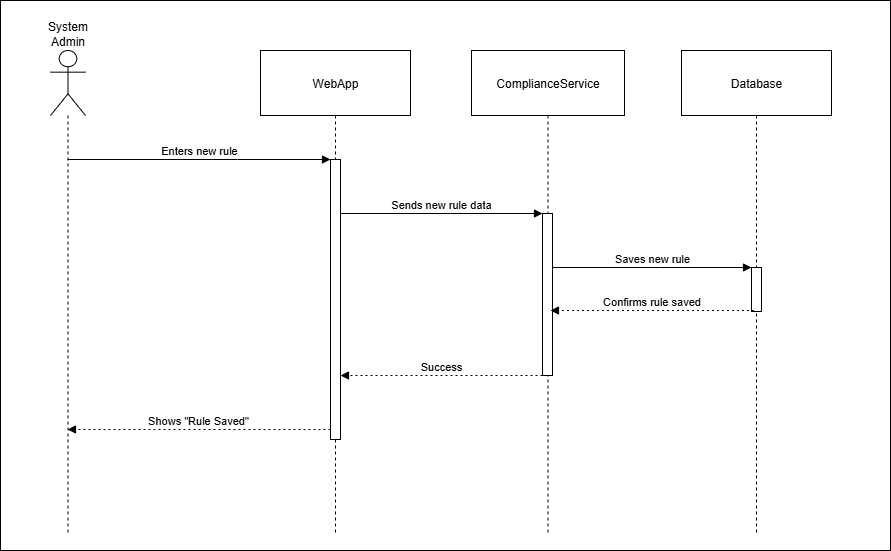 System
Admin
WebApp
ComplianceService
Database
Enters new rule
Sends new rule data
Saves new rule
Confirms rule saved
Success
Shows "Rule Saved"